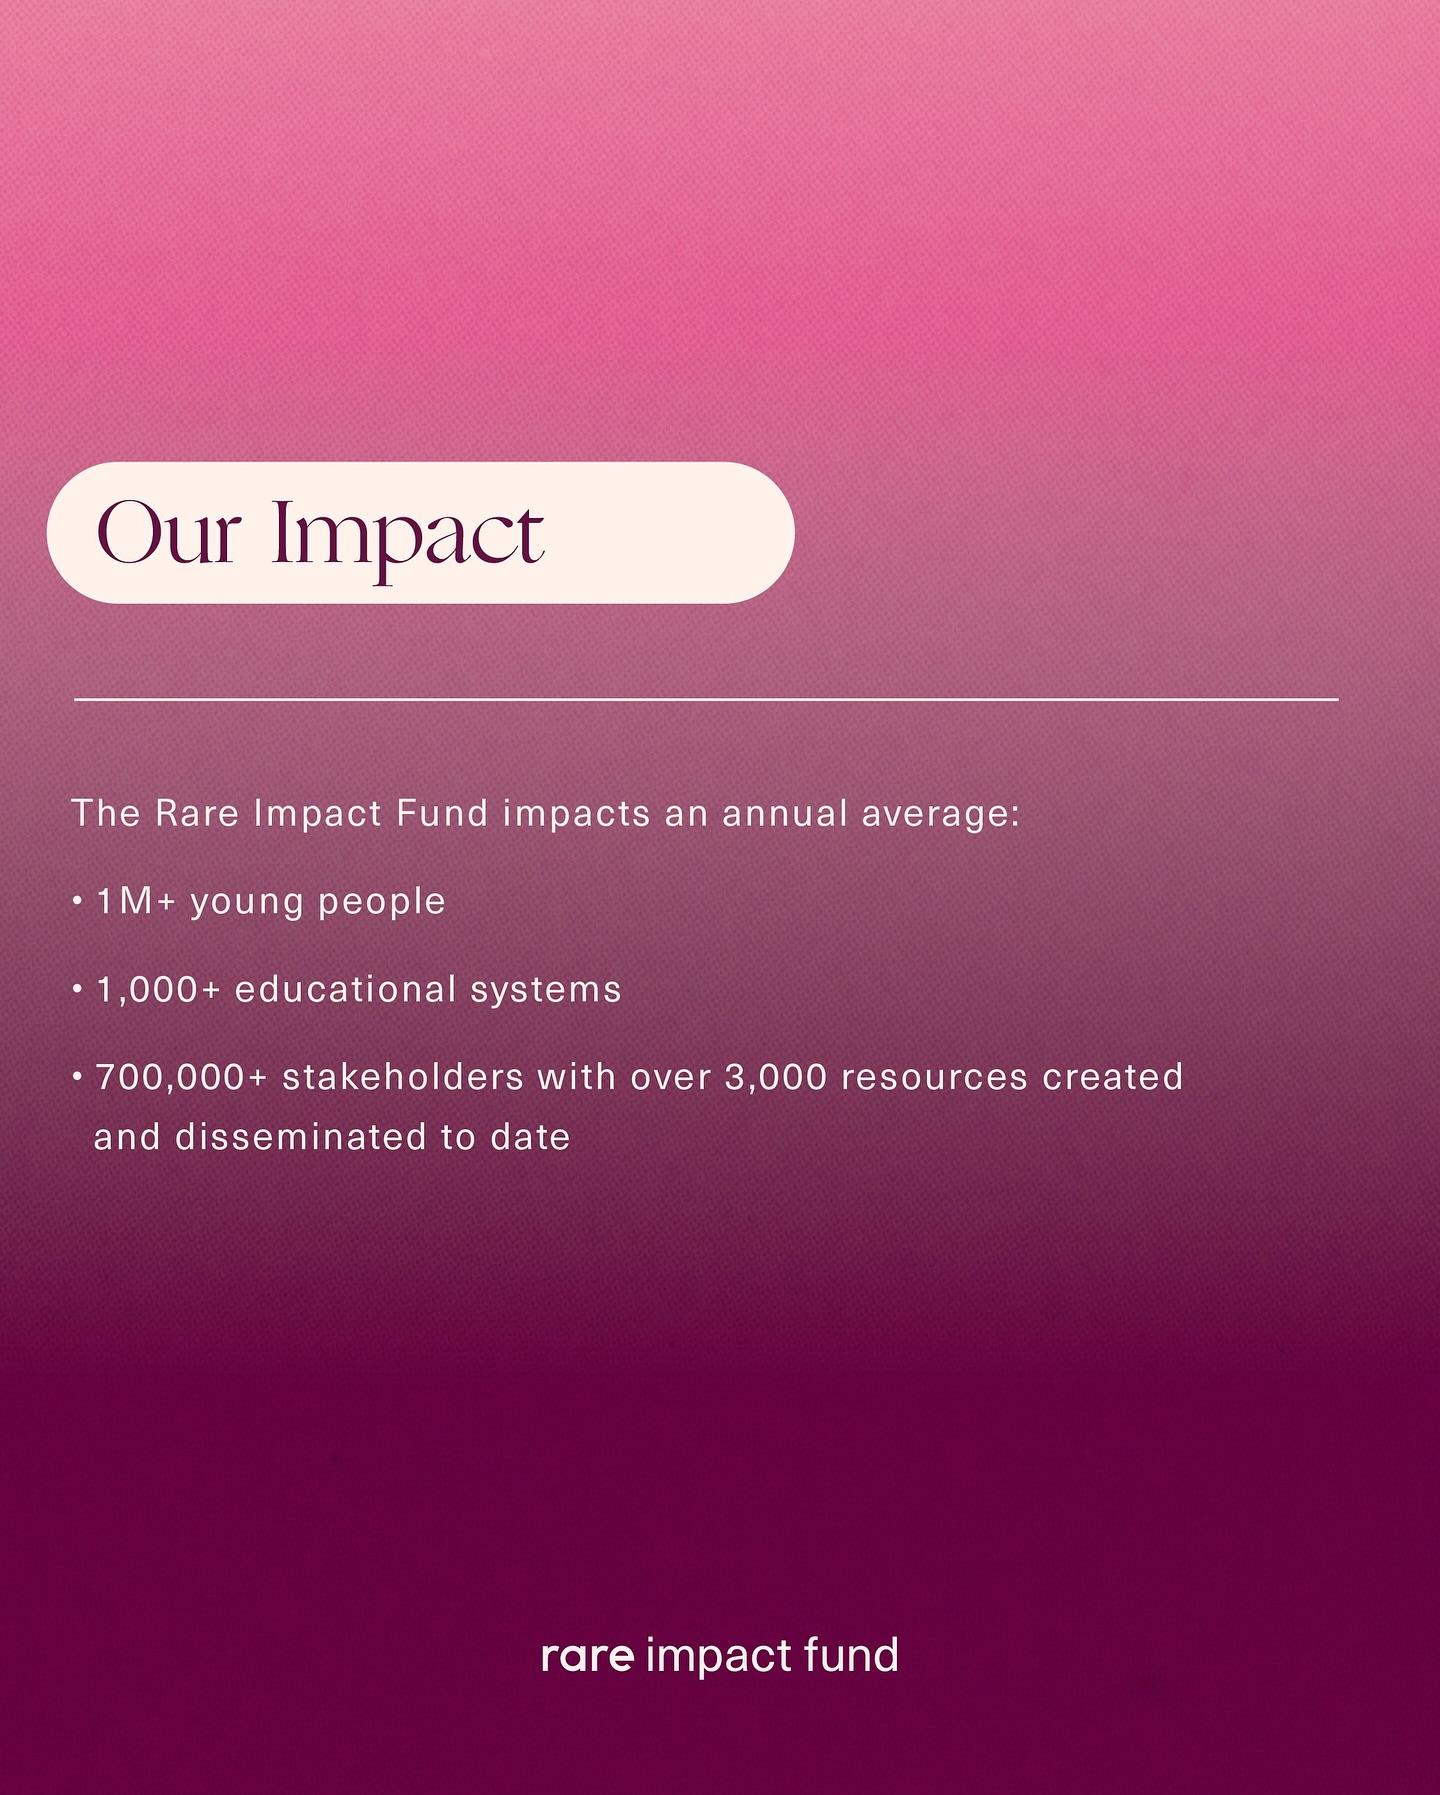 Our Impact
The Rare Impact Fund impacts an annual average:
• 1M+ young people
• 1,000+ educational systems
• 700,000+ stakeholders with over 3,000 resources created
and disseminated to date
rare impact fund